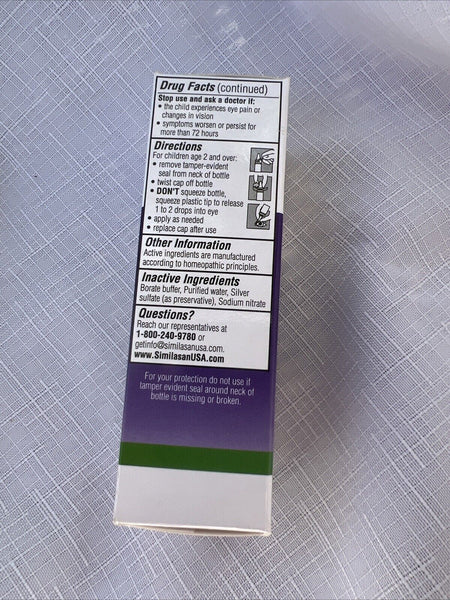 Drug Facts (continued)
Stop use and ask a doctor if:
• the child experiences eye pain or
changes in vision
• symptoms worsen or persist for
more than 72 hours
Directions
For children age 2 and over:
• remove tamper-evident
seal from neck of bottle
• twist cap off bottle
• DON'T squeeze bottle,
squeeze plastic tip to release
1 to 2 drops into eye
• apply as needed
• replace cap after use
Other Information
Active ingredients are manufactured
according to homeopathic principles.
Inactive Ingredients
Borate buffer, Purified water, Silver
sulfate (as preservative), Sodium nitrate
Questions?
Reach our representatives at
1-800-240-9780 or
getinfo@similasanusa.com.
www.SimilasanUSA.com
For your protection do not use if
tamper evident seal around neck of
bottle is missing or broken.